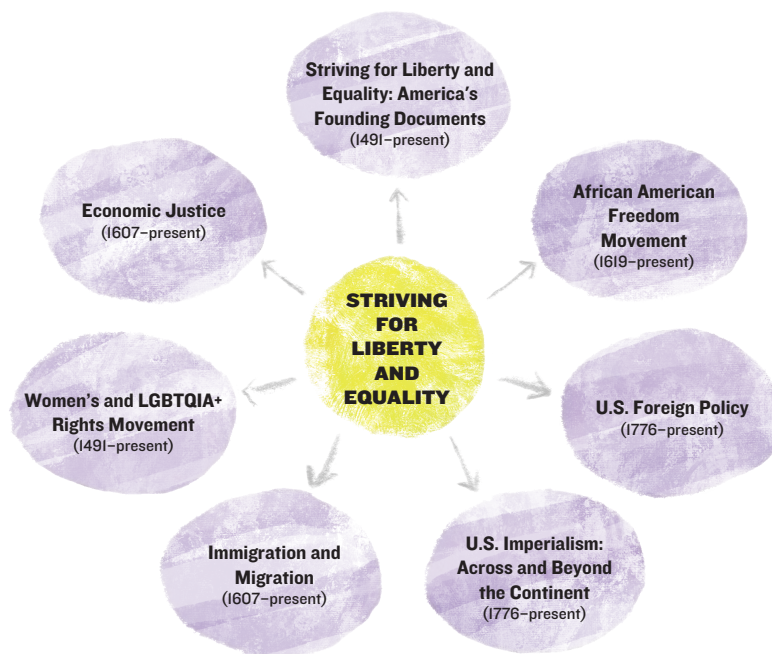 Striving for Liberty and
Equality: America's
Founding Documents
(1491–present)
African American
Freedom
Movement
(1619–present)
Economic Justice
(1607–present)
STRIVING
FOR
LIBERTY
AND
EQUALITY
Women's and LGBTQIA+
Rights Movement
(1491–present)
U.S. Foreign Policy
(1776–present)
Immigration and
Migration
(1607–present)
U.S. Imperialism:
Across and Beyond
the Continent
(1776–present)